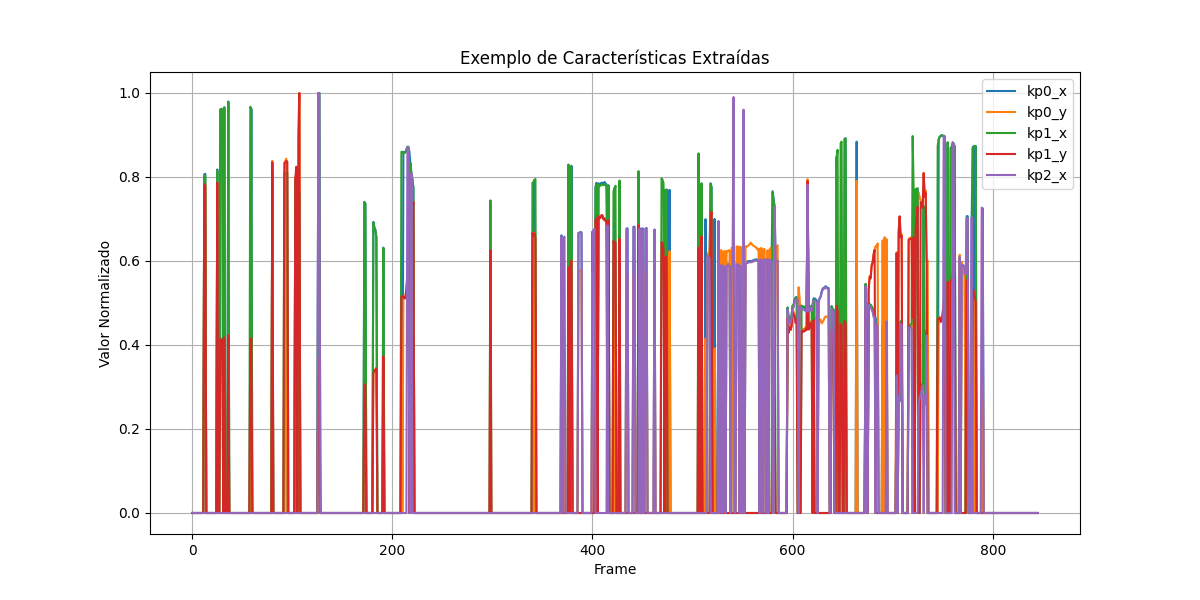 Exemplo de Características Extraídas
Valor Normalizado
1.0
0.8
0.6
0.4
0.2
0.0
0
200
400
600
800
Frame
kp0_x
kp0_y
kp1_x
kp1_y
kp2_x